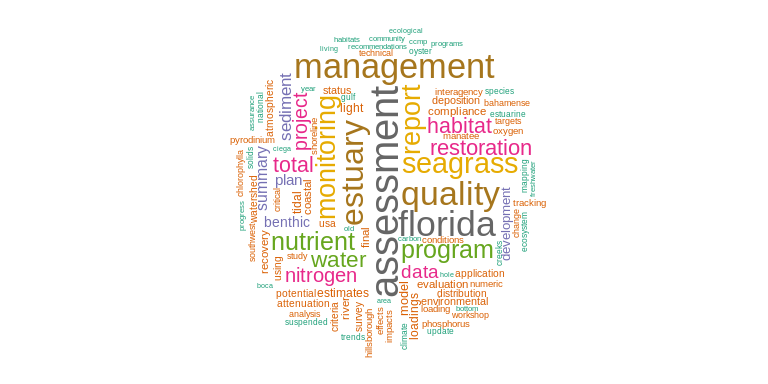 ecological
habitats
community
ccmp
programs
living
recommendations
technical
oyster
management
year
status
gulf
light
interagency
species
deposition
bahamense
compliance
estuarine
manatee
targets
oxygen
assurance
national
atmospheric
sediment
project
shoreline
monitoring
estuary
assessment
report
habitat
restoration
seagrass
pyrodinium
chlorophylla
solids
ciega
total
summary
plan
watershed
critical
tidal
coastal
usa
quality
mapping
freshwater
tracking
progress
benthic
old
florida
development
change
ecosystem
southwest
recovery
nutrient
study
using
water
final
carbon
conditions
program
creeks
nitrogen
data
hole
application
boca
potential
estimates
model
evaluation
numeric
distribution
attenuation
river
area
environmental
analysis
criteria
survey
hillsborough
effects
impacts
loadings
loading
bottom
workshop
suspended
phosphorus
trends
climate
update